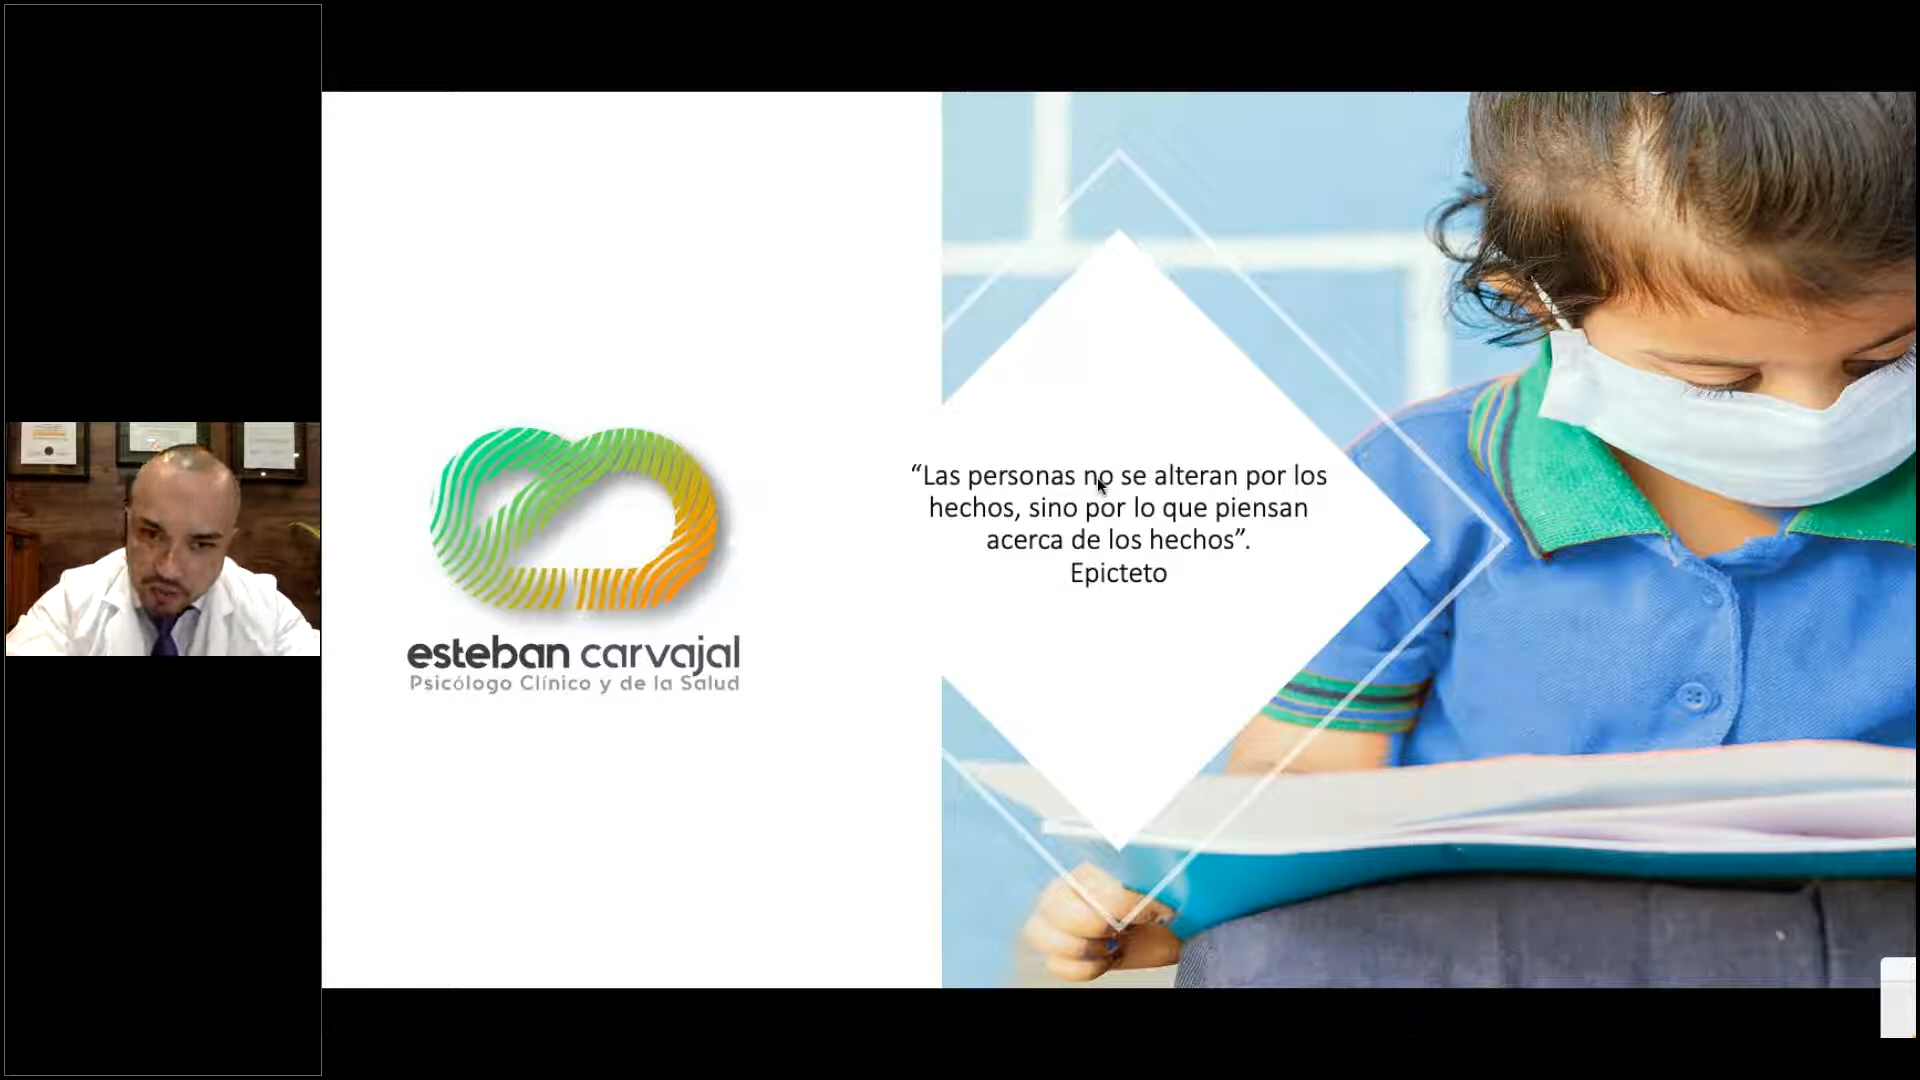 esteban carvajal
Psicólogo Clínico y de la Salud
“Las personas no se alteran por los
hechos, sino por lo que piensan
acerca de los hechos”.
Epicteto